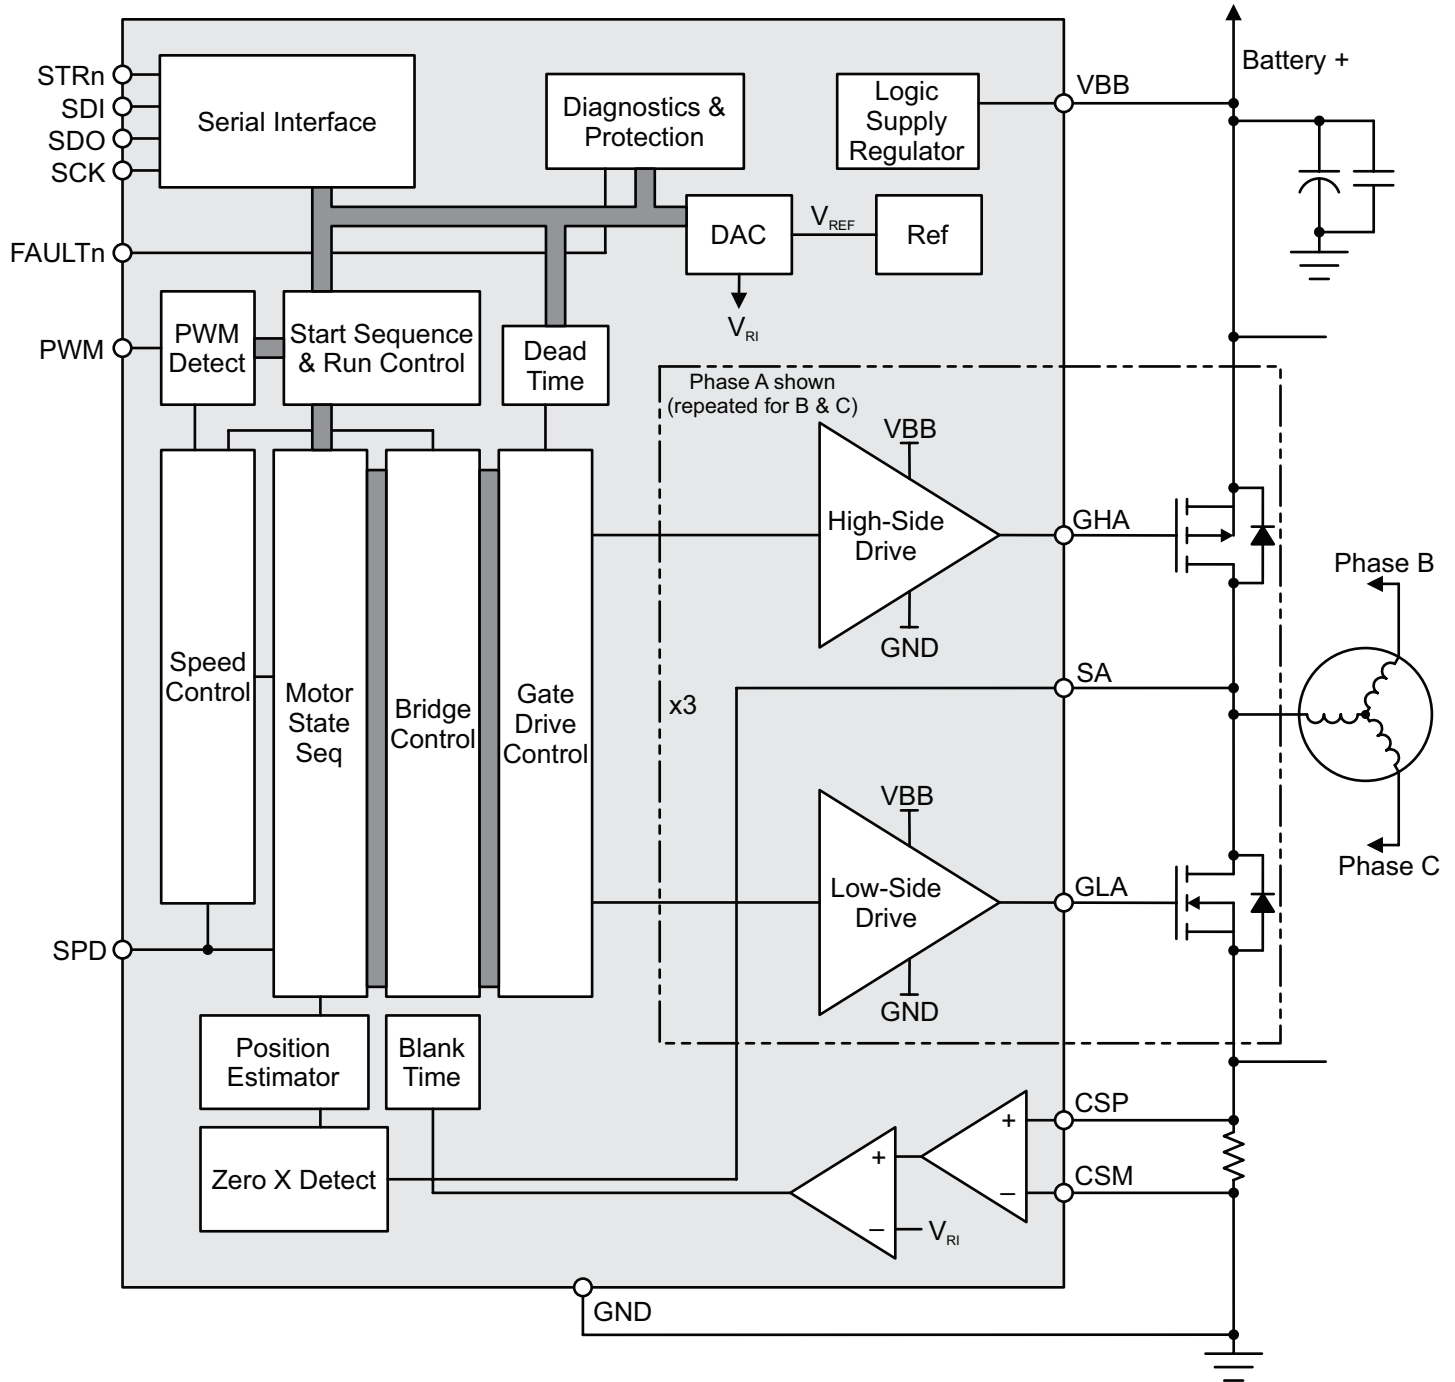 Battery +
STRn
SDI
SDO
SCK
Serial Interface
Diagnostics &
Protection
Logic
Supply
Regulator
VBB
FAULTn
DAC
VREF
Ref
VRI
PWM
PWM
Detect
Start Sequence
& Run Control
Dead
Time
Phase A shown
(repeated for B & C)
VBB
High-Side
Drive
GND
GHA
Phase B
Speed
Control
Motor
State
Seq
Bridge
Control
Gate
Drive
Control
x3
SA
VBB
Low-Side
Drive
GND
GLA
Phase C
SPD
Position
Estimator
Blank
Time
Zero X Detect
+
–
VRI
+
–
CSP
CSM
GND